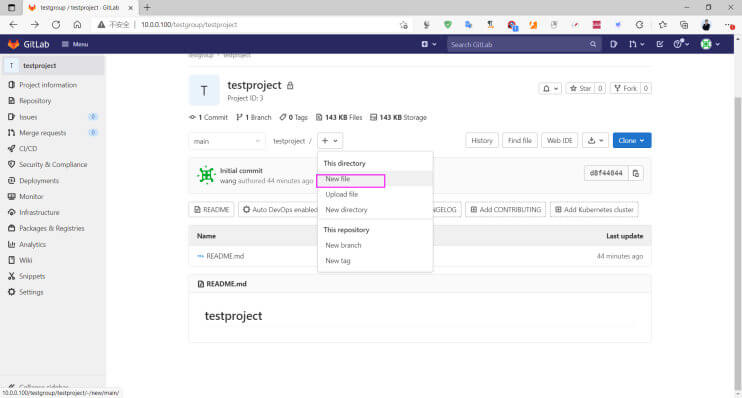 testgroup / testproject · GitLab
不安全 | 10.0.0.100/testgroup/testproject
GitLab Menu Search GitLab
testgroup testproject
T testproject
Project information
Repository
Issues 0
Merge requests 0
CI/CD
Security & Compliance
Deployments
Monitor
Infrastructure
Packages & Registries
Analytics
Wiki
Snippets
Settings
Collapse sidebar
T
testproject
Project ID: 3
Star 0 Fork 0
1 Commit 1 Branch 0 Tags 143 KB Files 143 KB Storage
main testproject / +
History Find file Web IDE Clone
This directory
New file
Upload file
New directory
This repository
New branch
New tag
Initial commit
wang authored 44 minutes ago
d8f44044
README Auto DevOps enabled NGELOG Add CONTRIBUTING Add Kubernetes cluster
Name Last update
README.md 44 minutes ago
README.md
testproject
10.0.0.100/testgroup/testproject/-/new/main/